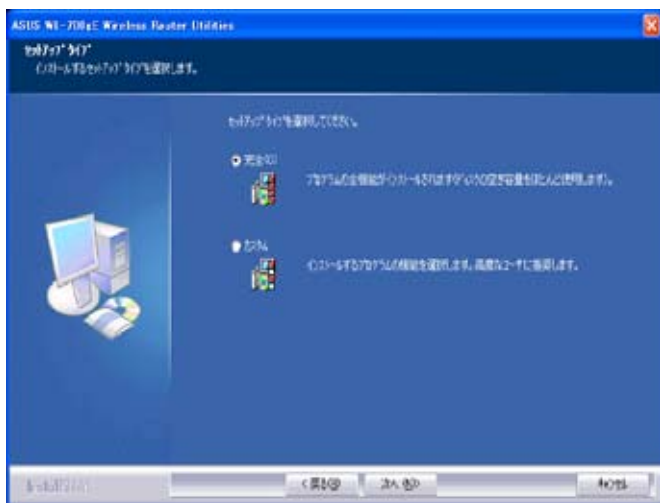 ASUS WL-700gE Wireless Router Utilities
セットアップ タイプ
インストールするセットアップ タイプを選択します。
セットアップ タイプを選択してください。
完全(C)
プログラムの全機能がインストールされます(ディスクの空き容量をほとんど使用します)。
カスタム
インストールするプログラムの機能を選択します。高度なユーザに推奨します。
InstallShield
< 戻る(B)
次へ(N)>
キャンセル